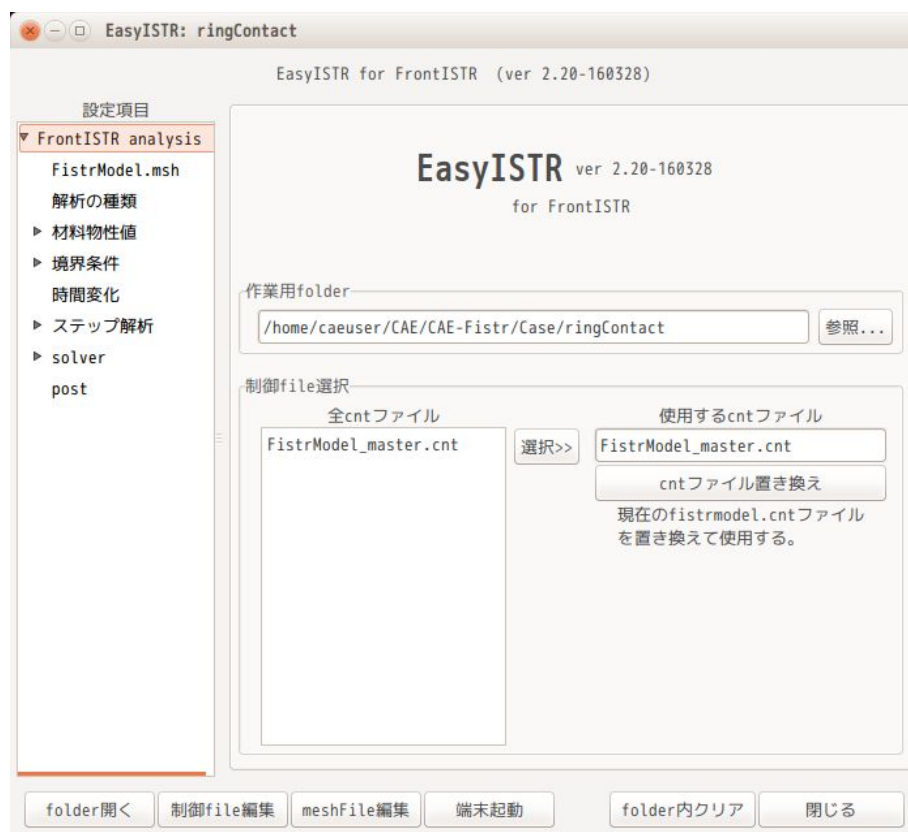 EasyISTR: ringContact
EasyISTR for FrontISTR (ver 2.20-160328)
設定項目
FrontISTR analysis
FistrModel.msh
解析の種類
材料物性値
境界条件
時間変化
ステップ解析
solver
post
EasyISTR ver 2.20-160328
for FrontISTR
作業用folder
/home/caeuser/CAE/CAE-Fistr/Case/ringContact 参照...
制御file選択
全cntファイル
FistrModel_master.cnt
選択>>
使用するcntファイル
FistrModel_master.cnt
cntファイル置き換え
現在のfistrmodel.cntファイル
を置き換えて使用する。
folder開く 制御file編集 meshFile編集 端末起動 folder内クリア 閉じる